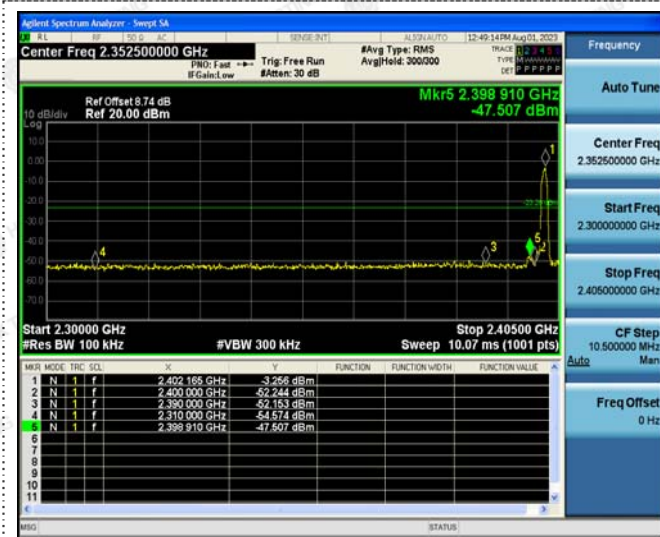 Agilent Spectrum Analyzer - Swept SA
RL RF 50 Ω AC SENSE:INT ALIGN AUTO 12:49:14 PM Aug 01, 2023
Center Freq 2.352500000 GHz
PNO: Fast
IFGain:Low
Trig: Free Run
#Atten: 30 dB
#Avg Type: RMS
Avg|Hold: 300/300
TRACE 1 2 3 4 5 6
TYPE
DET P P P P P P
Ref Offset 8.74 dB
Ref 20.00 dBm
Mkr5 2.398 910 GHz
-47.507 dBm
10 dB/div
Log
10.0
0.00
-10.0
-20.0
-30.0
-40.0
-50.0
-60.0
-70.0
1
4
3
5
2
Start 2.30000 GHz Stop 2.40500 GHz
#Res BW 100 kHz #VBW 300 kHz Sweep 10.07 ms (1001 pts)
MKR MODE TRC SCL X Y FUNCTION FUNCTION WIDTH FUNCTION VALUE
1 N 1 f 2.402 165 GHz -3.256 dBm
2 N 1 f 2.400 000 GHz -52.244 dBm
3 N 1 f 2.390 000 GHz -52.153 dBm
4 N 1 f 2.310 000 GHz -54.574 dBm
5 N 1 f 2.398 910 GHz -47.507 dBm
6
7
8
9
10
11
MSG STATUS
Frequency
Auto Tune
Center Freq
2.352500000 GHz
Start Freq
2.300000000 GHz
Stop Freq
2.405000000 GHz
CF Step
10.500000 MHz
Auto Man
Freq Offset
0 Hz